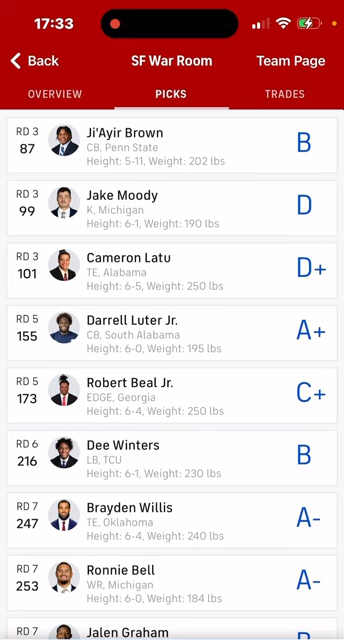 17:33
Back
SF War Room
Team Page
OVERVIEW
PICKS
TRADES
RD 3
87
Ji'Ayir Brown
CB, Penn State
Height: 5-11, Weight: 202 lbs
B
RD 3
99
Jake Moody
K, Michigan
Height: 6-1, Weight: 190 lbs
D
RD 3
101
Cameron Latu
TE, Alabama
Height: 6-5, Weight: 250 lbs
D+
RD 5
155
Darrell Luter Jr.
CB, South Alabama
Height: 6-0, Weight: 195 lbs
A+
RD 5
173
Robert Beal Jr.
EDGE, Georgia
Height: 6-4, Weight: 250 lbs
C+
RD 6
216
Dee Winters
LB, TCU
Height: 6-1, Weight: 230 lbs
B
RD 7
247
Brayden Willis
TE, Oklahoma
Height: 6-4, Weight: 240 lbs
A-
RD 7
253
Ronnie Bell
WR, Michigan
Height: 6-0, Weight: 184 lbs
A-
RD 7
Jalen Graham